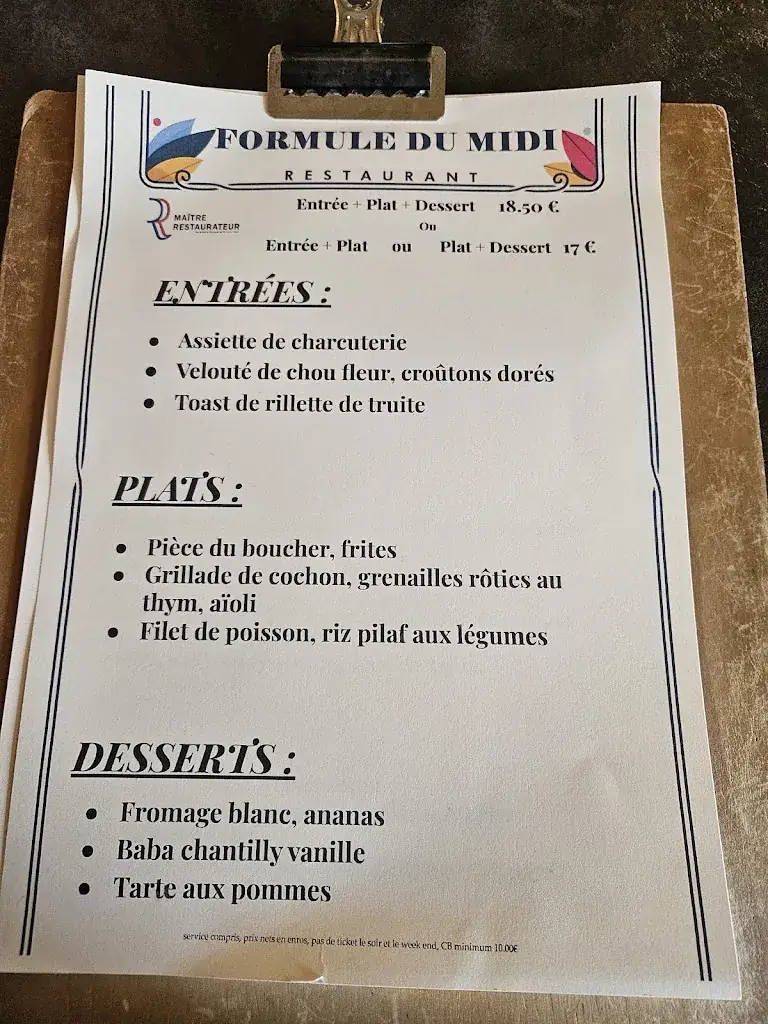 FORMULE DU MIDI
RESTAURANT
MAÎTRE
RESTAURATEUR
Entrée + Plat + Dessert 18.50 €
Ou
Entrée + Plat ou Plat + Dessert 17 €
ENTRÉES :
• Assiette de charcuterie
• Velouté de chou fleur, croûtons dorés
• Toast de rillette de truite
PLATS :
• Pièce du boucher, frites
• Grillade de cochon, grenailles rôties au
thym, aïoli
• Filet de poisson, riz pilaf aux légumes
DESSERTS :
• Fromage blanc, ananas
• Baba chantilly vanille
• Tarte aux pommes
service compris, prix nets en euros, pas de ticket le soir et le week end, CB minimum 10.00€